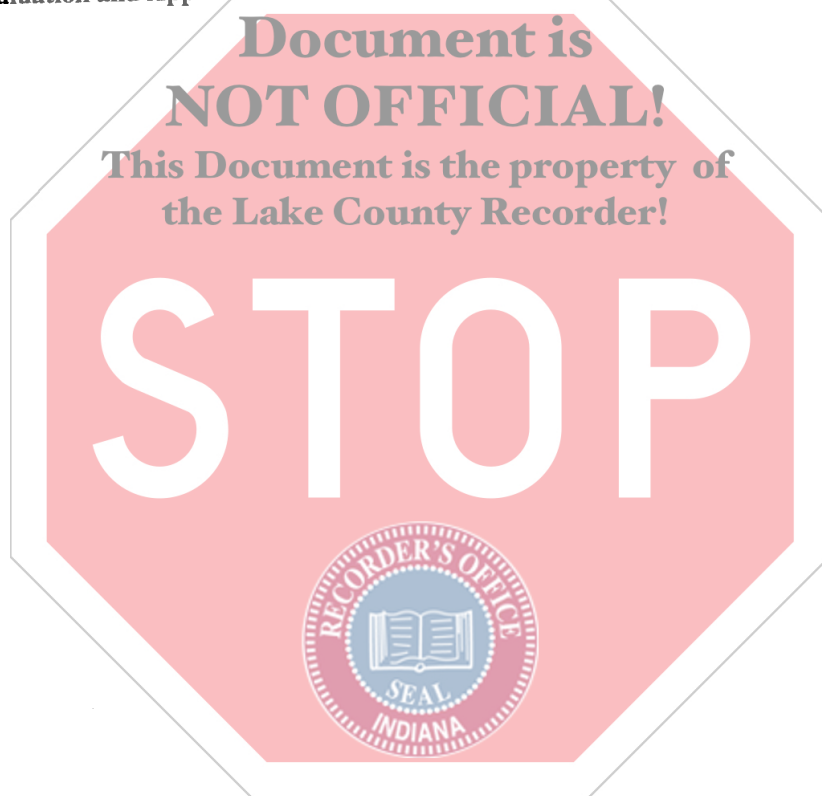 and
Document is
NOT OFFICIAL!
This Document is the property of
the Lake County Recorder!
STOP
RECORDER'S OFFICE
SEAL
INDIANA